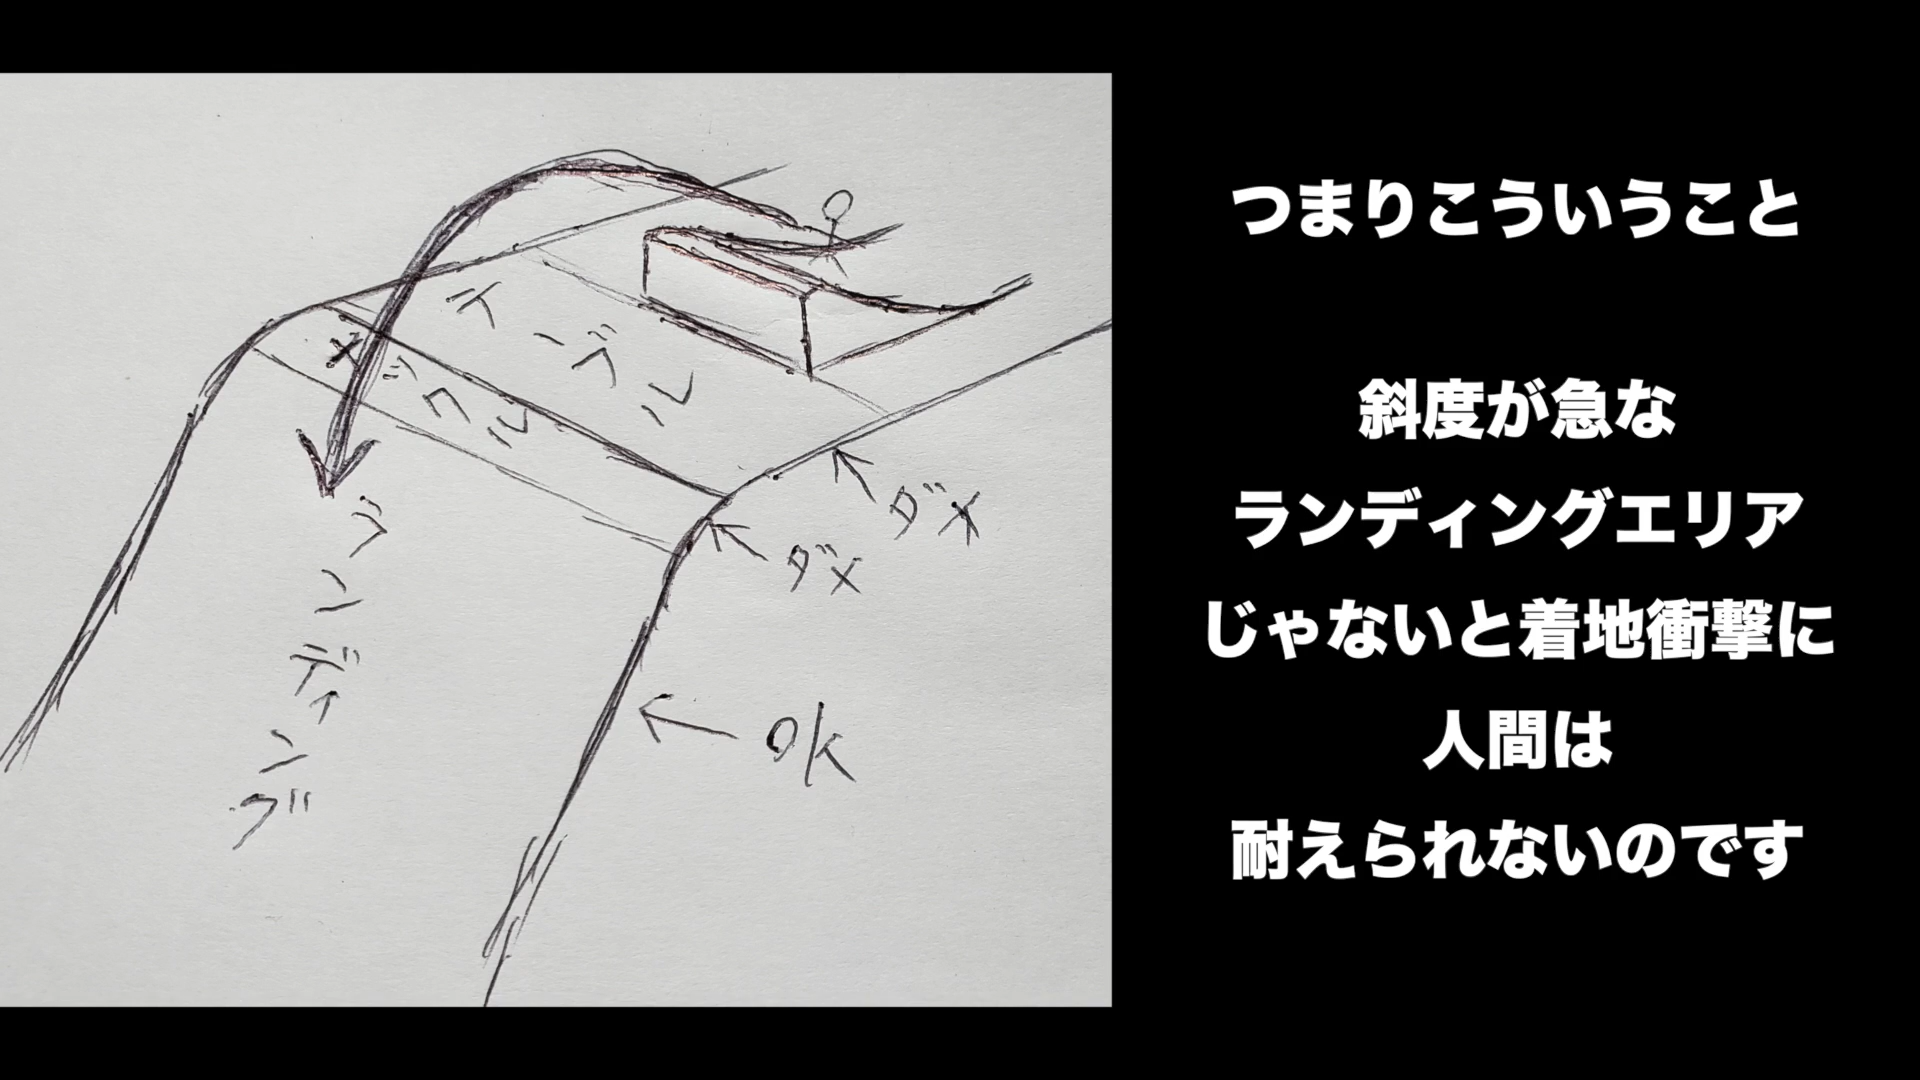 テーブル
ナックル
ランディング
ダメ
ダメ
OK
つまりこういうこと
斜度が急な
ランディングエリア
じゃないと着地衝撃に
人間は
耐えられないのです